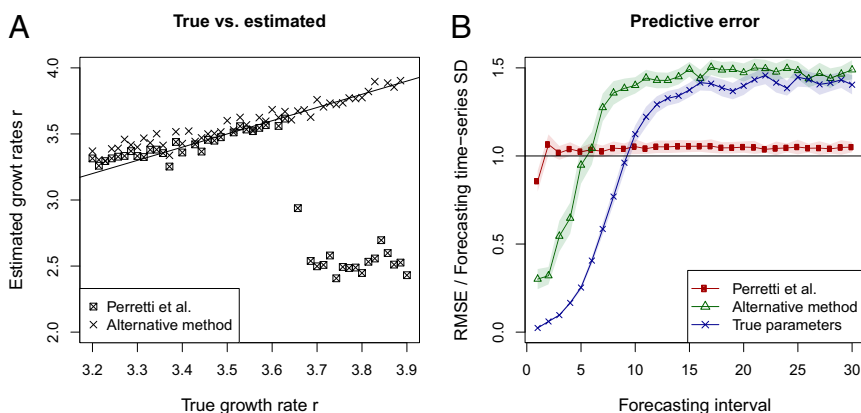 A
True vs. estimated
Estimated growt rates r
4.0
3.5
3.0
2.5
2.0
Perretti et al.
Alternative method
3.2 3.3 3.4 3.5 3.6 3.7 3.8 3.9
True growth rate r
B
Predictive error
RMSE / Forecasting time-series SD
1.5
1.0
0.5
0.0
Perretti et al.
Alternative method
True parameters
0 5 10 15 20 25 30
Forecasting interval